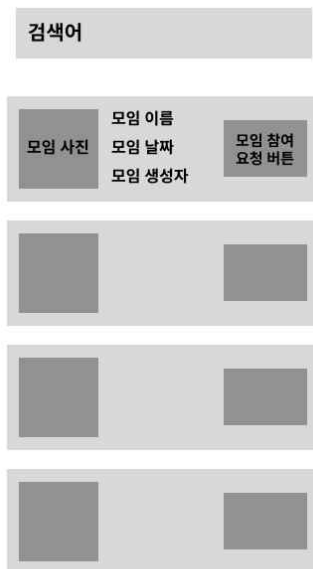 검색어
모임 사진
모임 이름
모임 날짜
모임 생성자
모임 참여
요청 버튼